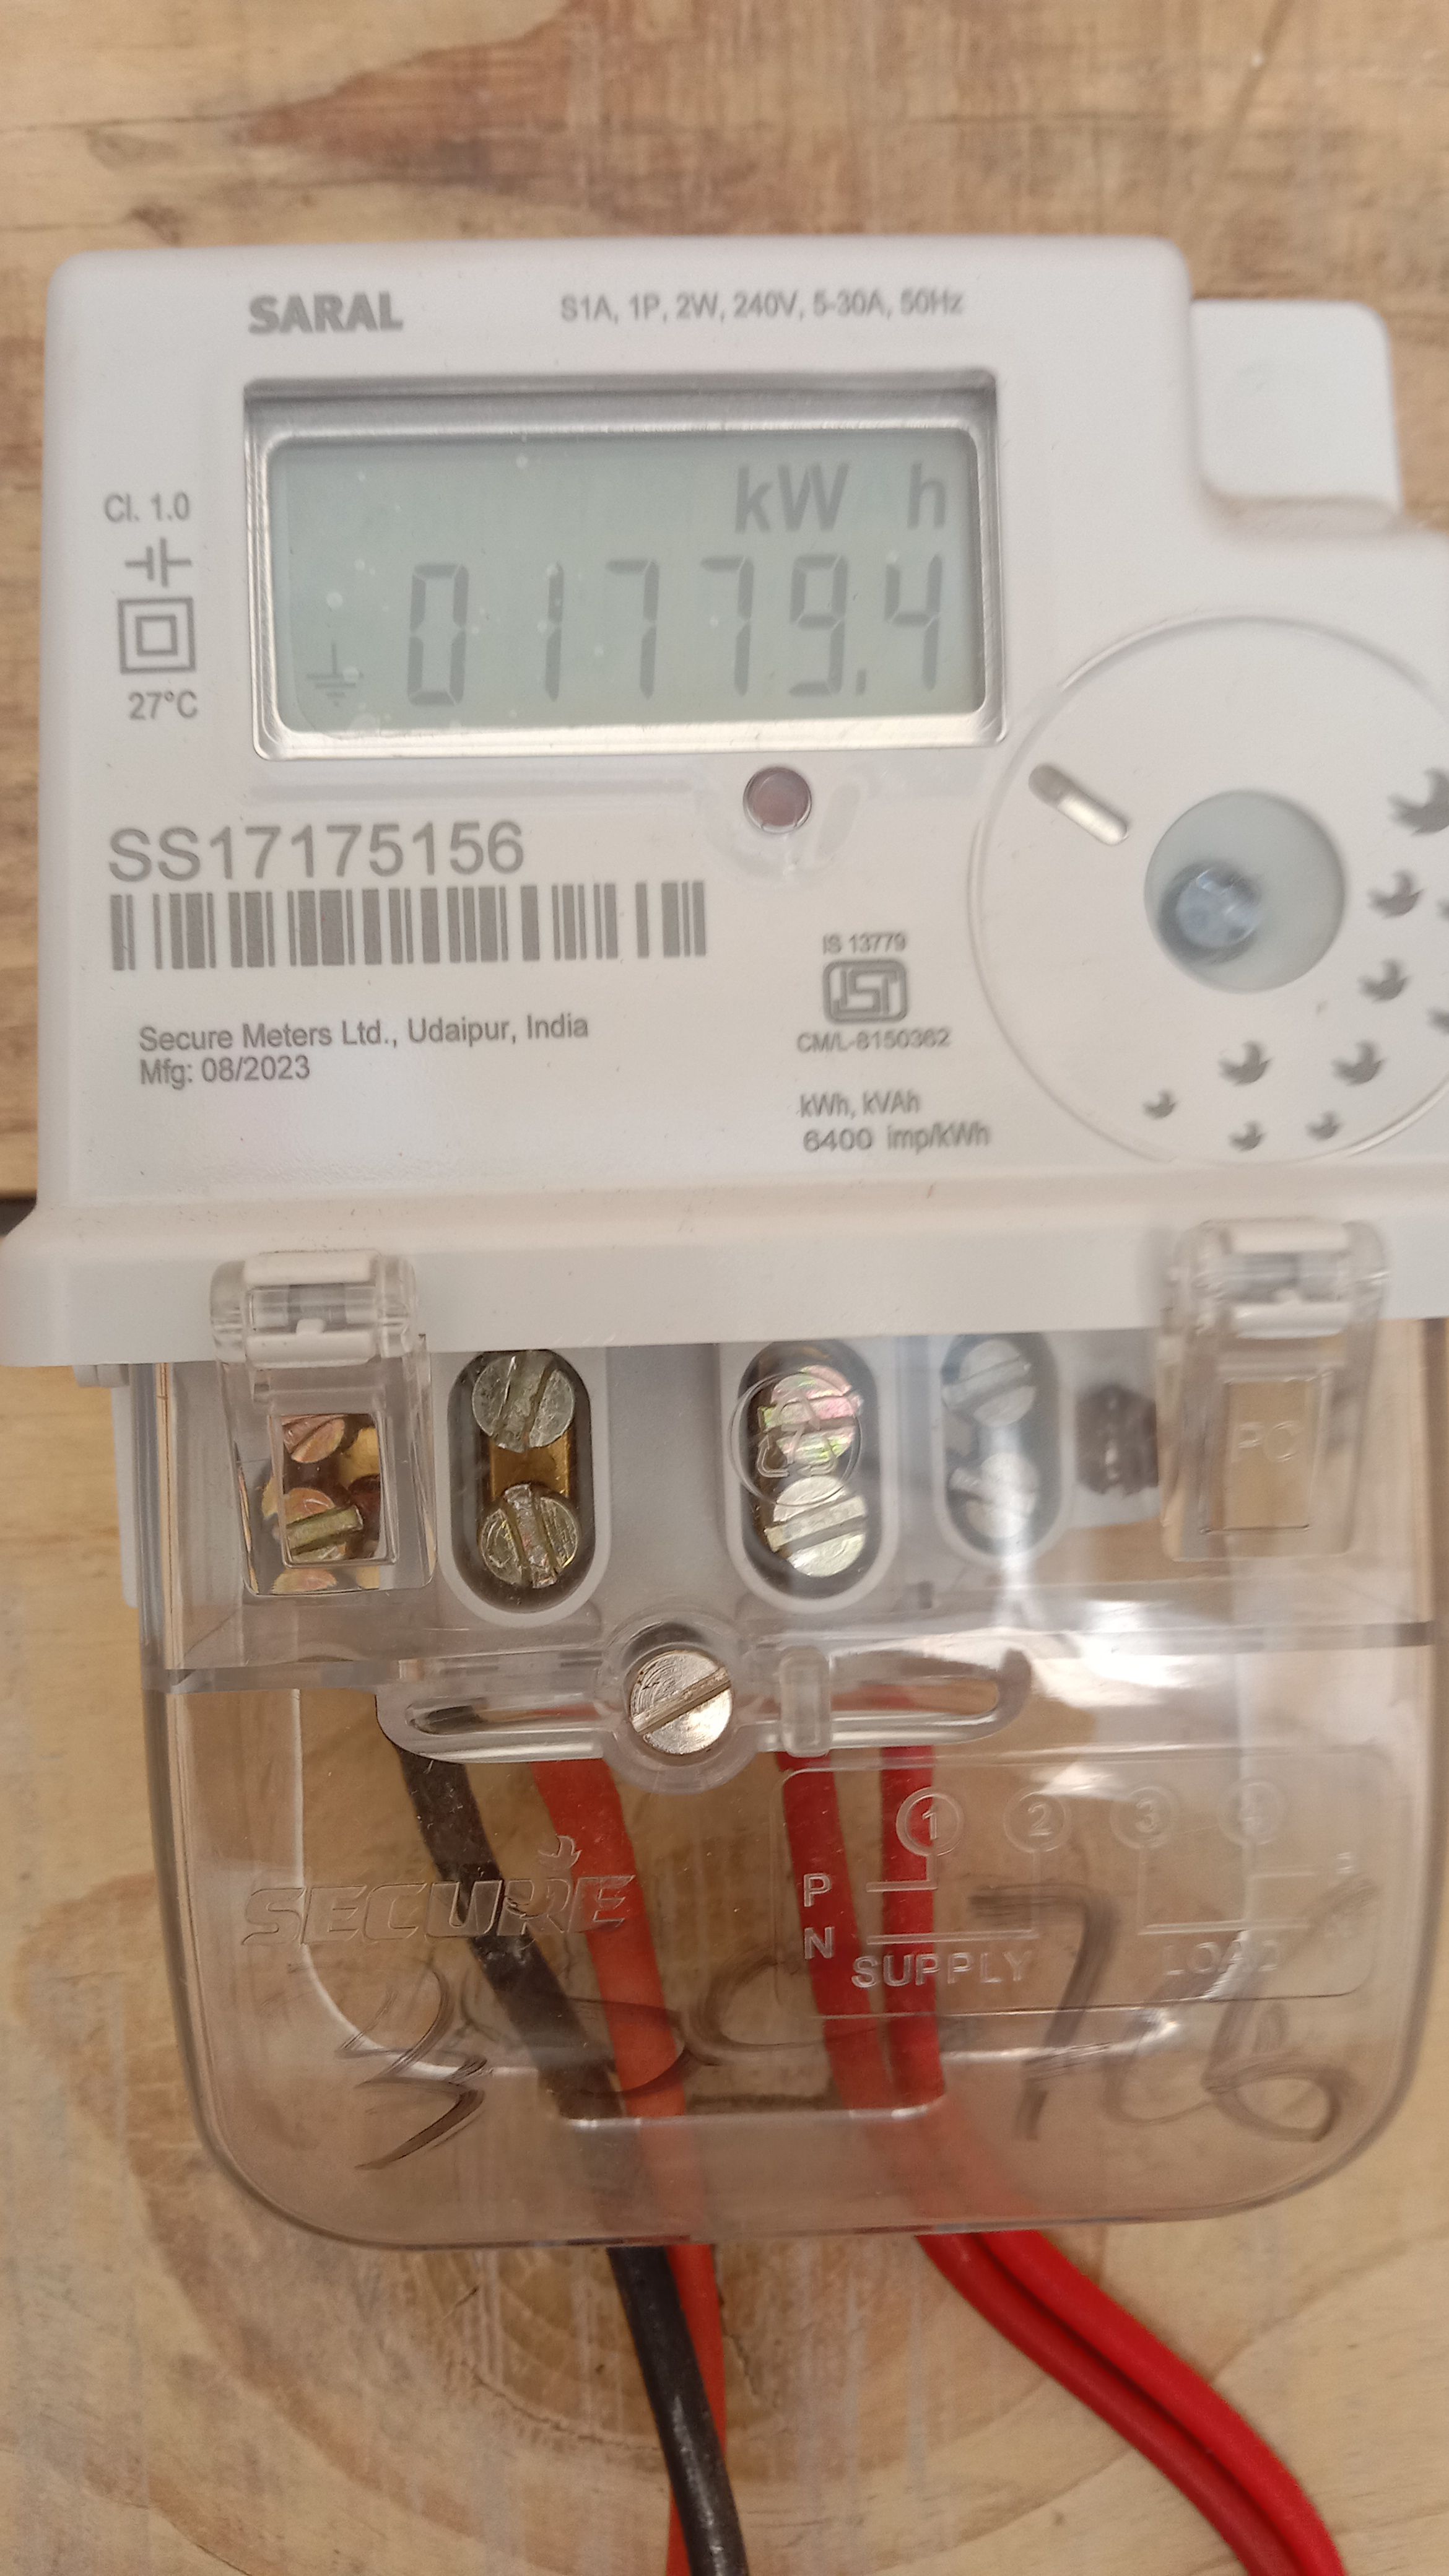 SARAL
S1A, 1P, 2W, 240V, 5-30A, 50Hz
kW h
01779.4
Cl. 1.0
27°C
SS17175156
Secure Meters Ltd., Udaipur, India
Mfg: 08/2023
IS 13779
ISI
CM/L-8150362
kWh, kVAh
6400 imp/kWh
PC
1 2 3 4
P
N
SUPPLY LOAD
SECURE